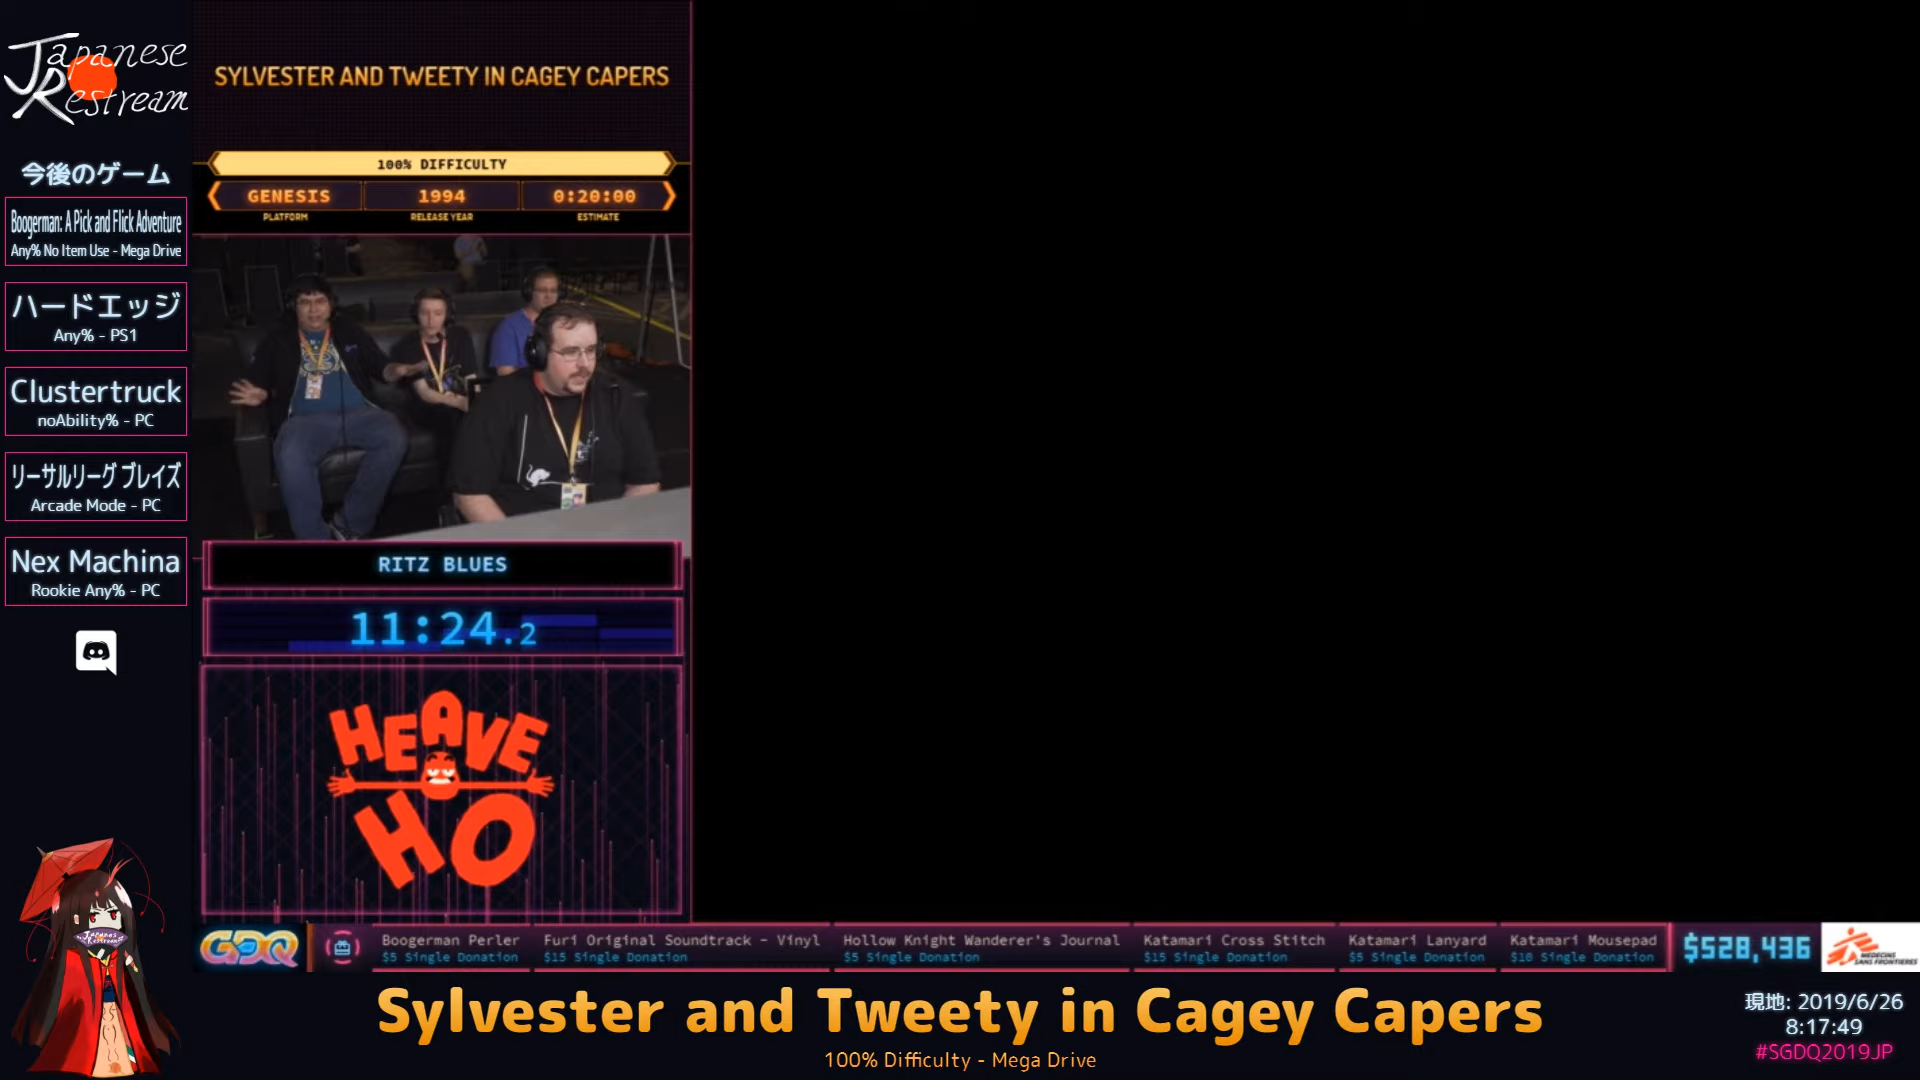 Japanese
Restream
今後のゲーム
Boogerman: A Pick and Flick Adventure
Any% No Item Use - Mega Drive
ハードエッジ
Any% - PS1
Clustertruck
noAbility% - PC
リーサルリーグ ブレイズ
Arcade Mode - PC
Nex Machina
Rookie Any% - PC
SYLVESTER AND TWEETY IN CAGEY CAPERS
100% DIFFICULTY
GENESIS 1994 0:20:00
PLATFORM RELEASE YEAR ESTIMATE
RITZ BLUES
11:24.2
HEAVE
HO
GDQ
Boogerman Perler
$5 Single Donation
Furi Original Soundtrack - Vinyl
$15 Single Donation
Hollow Knight Wanderer's Journal
$5 Single Donation
Katamari Cross Stitch
$15 Single Donation
Katamari Lanyard
$5 Single Donation
Katamari Mousepad
$10 Single Donation
$528,436
MEDECINS
SANS FRONTIERES
Sylvester and Tweety in Cagey Capers
100% Difficulty - Mega Drive
現地: 2019/6/26
8:17:49
#SGDQ2019JP
Japanese
Restream